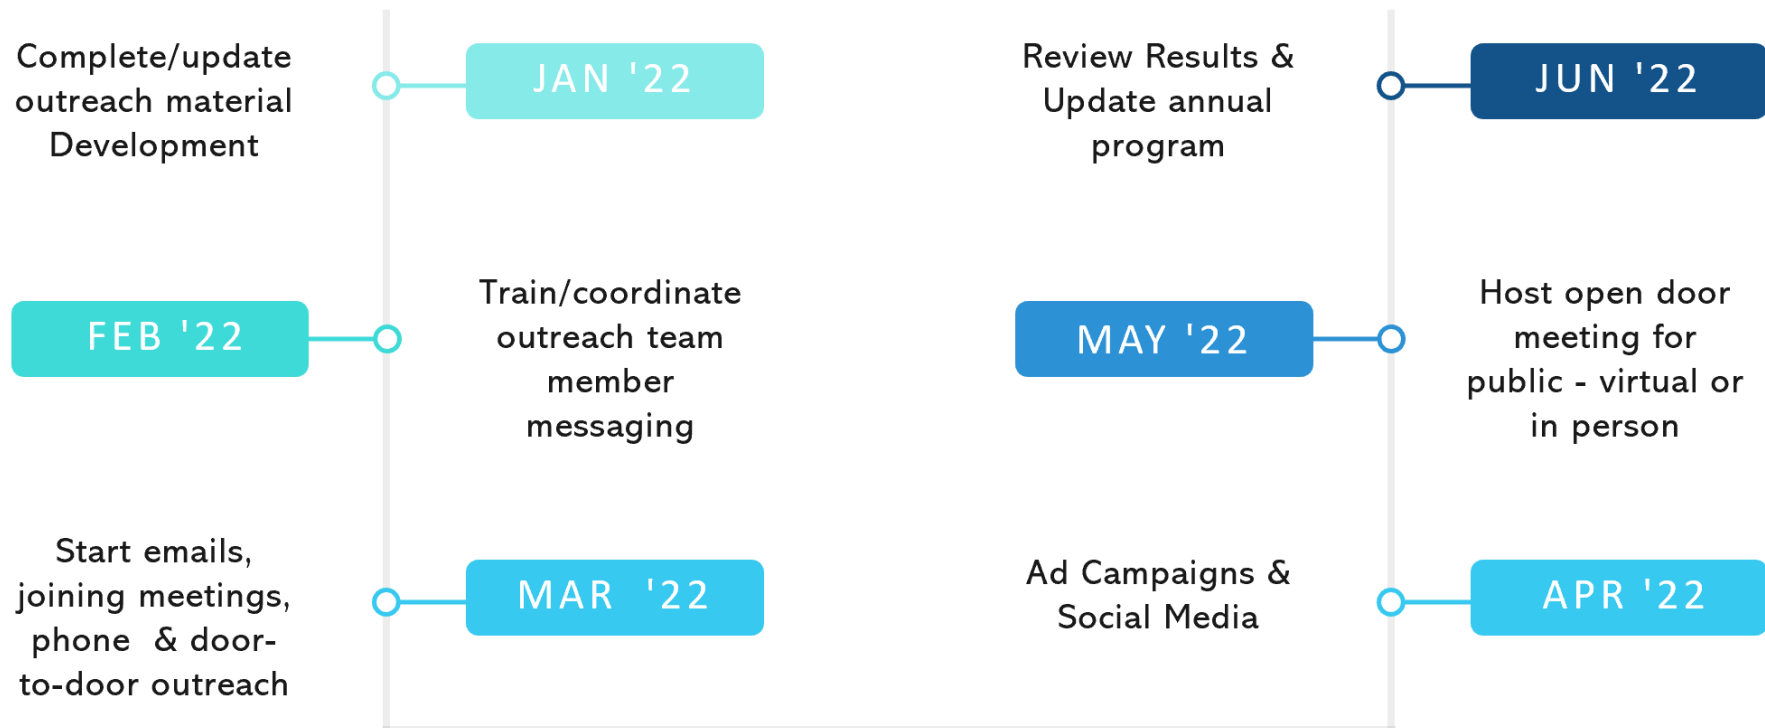 Complete/update
outreach material
Development
JAN '22
FEB '22
Train/coordinate
outreach team
member
messaging
Start emails,
joining meetings,
phone & door-
to-door outreach
MAR '22
Ad Campaigns &
Social Media
APR '22
MAY '22
Host open door
meeting for
public - virtual or
in person
Review Results &
Update annual
program
JUN '22